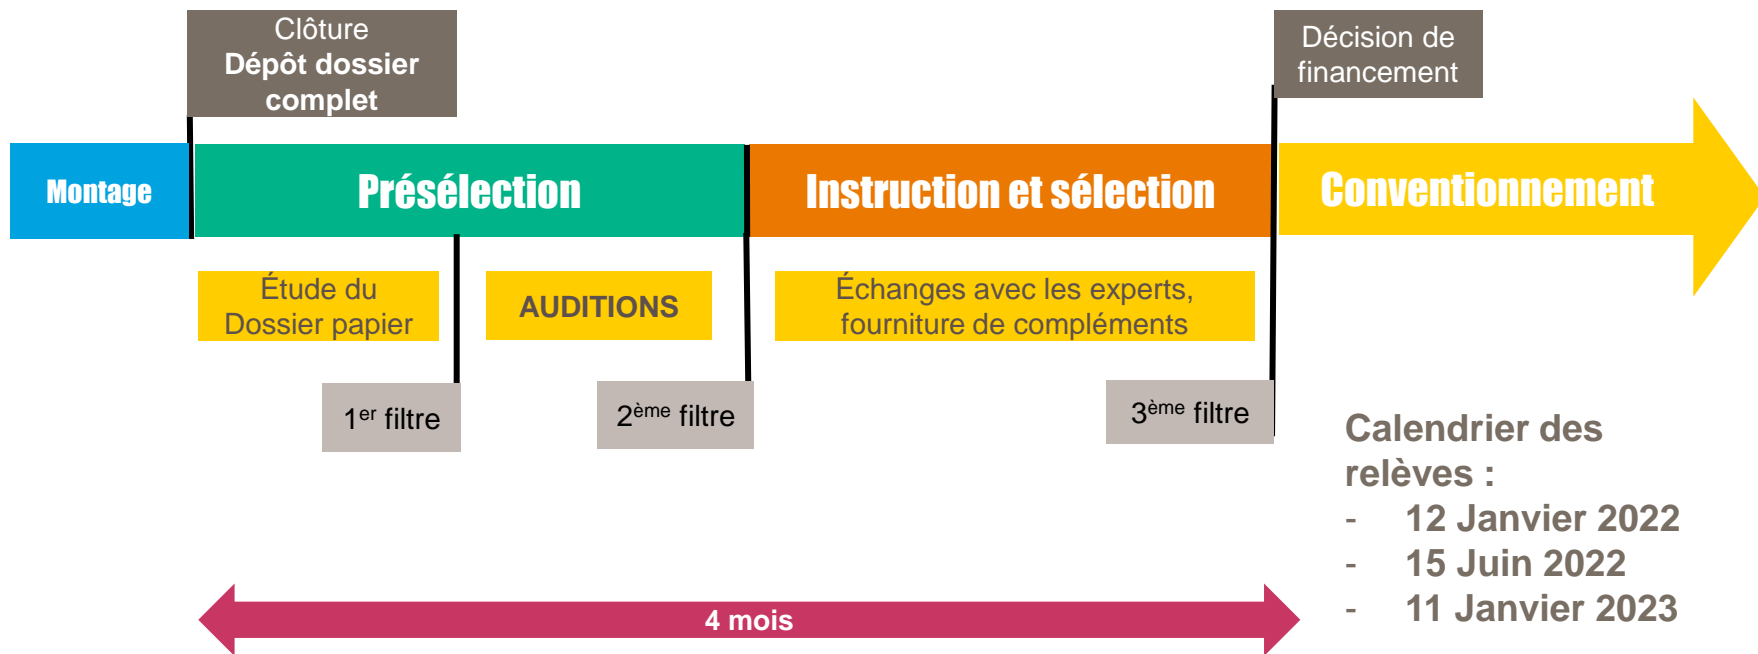 Clôture
Dépôt dossier
complet
Décision de
financement
Montage
Présélection
Instruction et sélection
Conventionnement
Étude du
Dossier papier
AUDITIONS
Échanges avec les experts,
fourniture de compléments
1er filtre
2ème filtre
3ème filtre
Calendrier des
relèves :
- 12 Janvier 2022
- 15 Juin 2022
- 11 Janvier 2023
4 mois